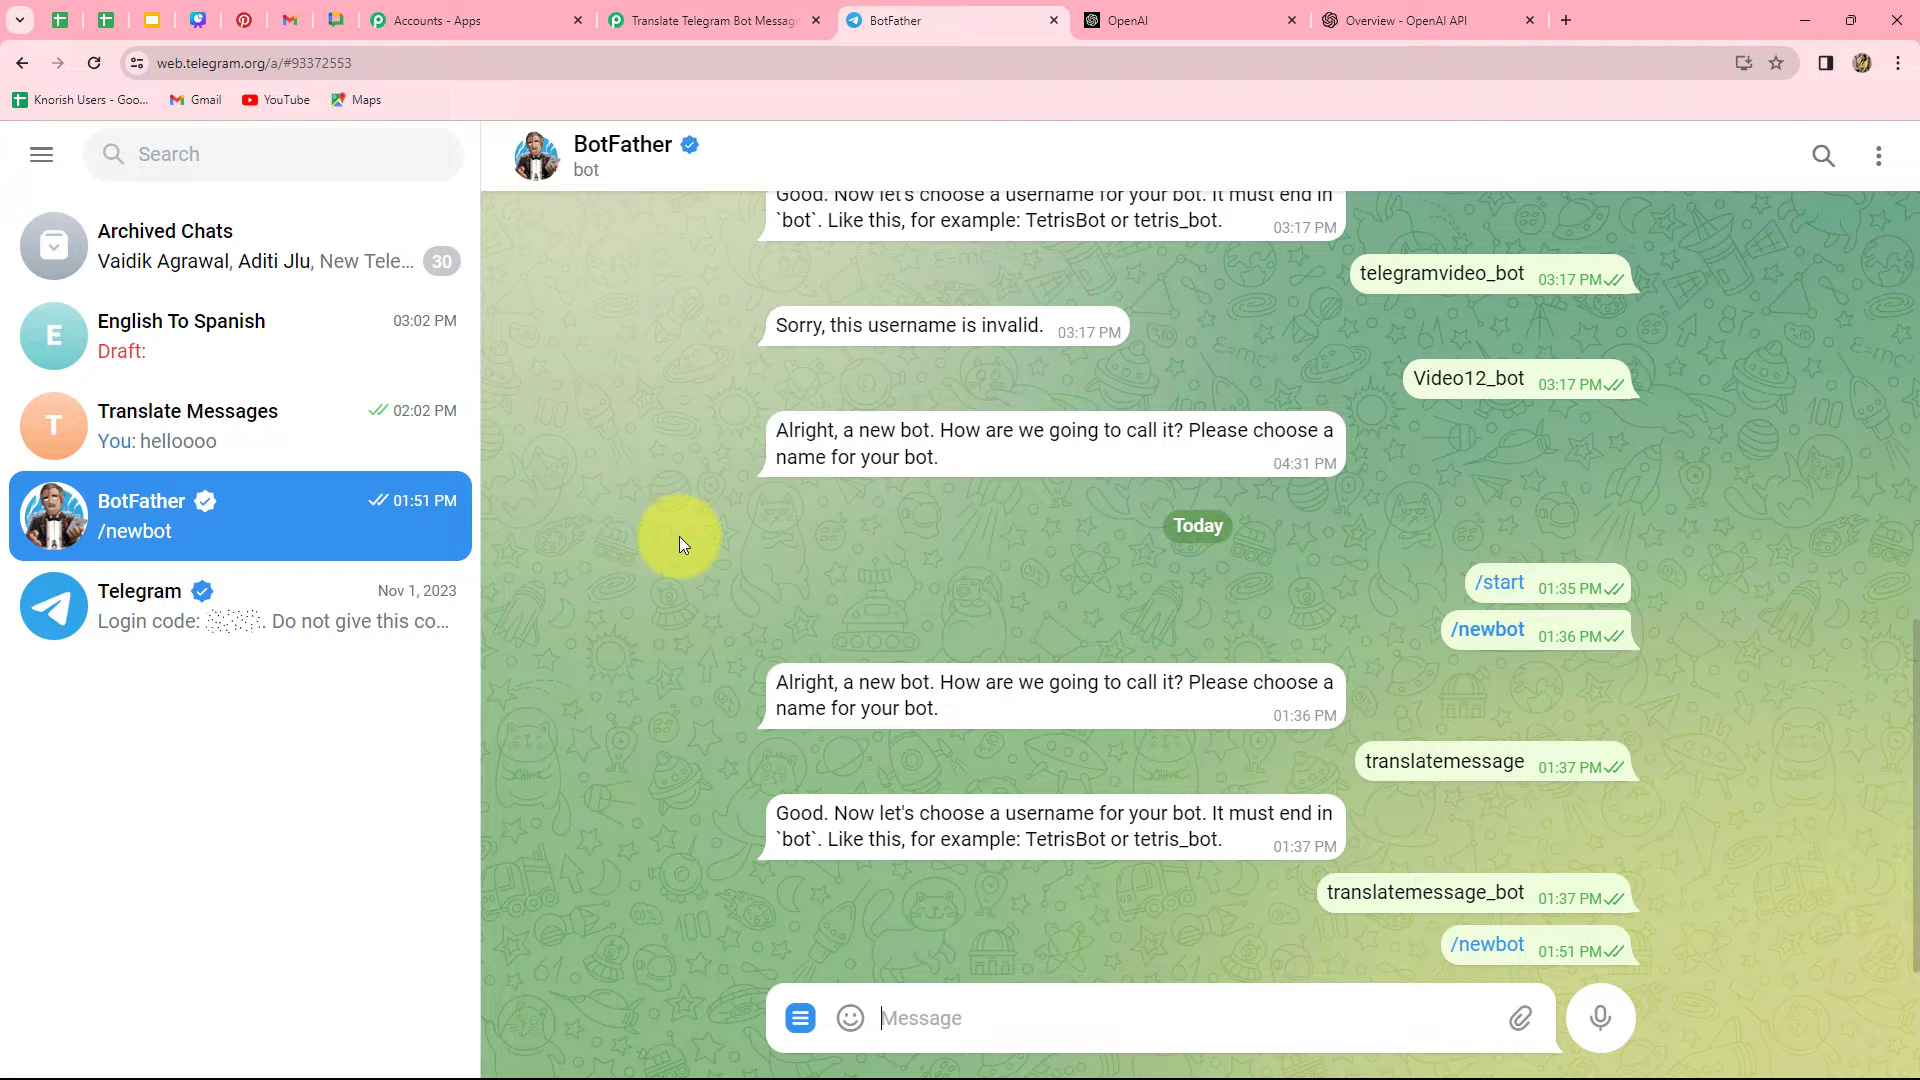 Accounts - Apps
Translate Telegram Bot Message
BotFather
OpenAI
Overview - OpenAI API
web.telegram.org/a/#93372553
Knorish Users - Goo...
Gmail
YouTube
Maps
Search
Archived Chats
Vaidik Agrawal, Aditi Jlu, New Tele...
30
English To Spanish
03:02 PM
Draft:
Translate Messages
02:02 PM
You: helloooo
BotFather
01:51 PM
/newbot
Telegram
Nov 1, 2023
Login code: . Do not give this co...
BotFather
bot
Good. Now let's choose a username for your bot. It must end in
`bot`. Like this, for example: TetrisBot or tetris_bot.
03:17 PM
telegramvideo_bot
03:17 PM
Sorry, this username is invalid.
03:17 PM
Video12_bot
03:17 PM
Alright, a new bot. How are we going to call it? Please choose a
name for your bot.
04:31 PM
Today
/start
01:35 PM
/newbot
01:36 PM
Alright, a new bot. How are we going to call it? Please choose a
name for your bot.
01:36 PM
translatemessage
01:37 PM
Good. Now let's choose a username for your bot. It must end in
`bot`. Like this, for example: TetrisBot or tetris_bot.
01:37 PM
translatemessage_bot
01:37 PM
/newbot
01:51 PM
Message